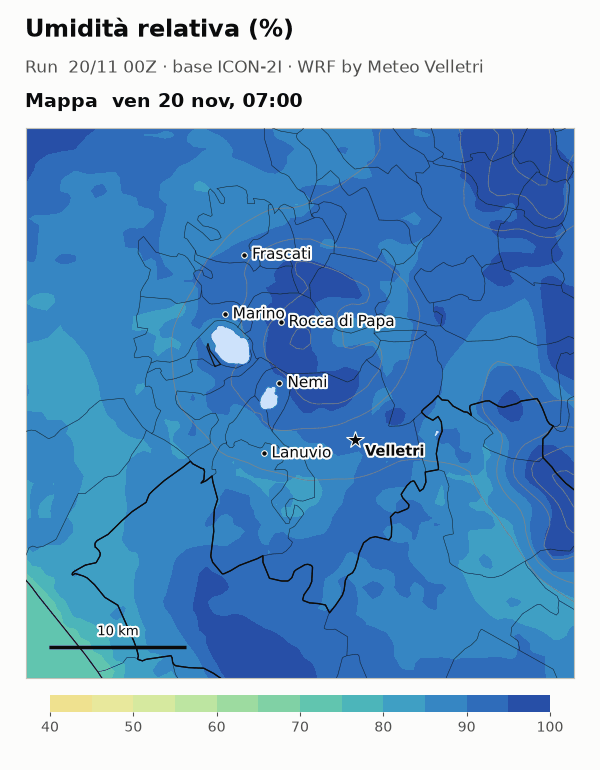 Umidità relativa (%)
Run 20/11 00Z · base ICON-2I · WRF by Meteo Velletri
Mappa ven 20 nov, 07:00
Frascati
Marino
Rocca di Papa
Nemi
Velletri
Lanuvio
10 km
40 50 60 70 80 90 100